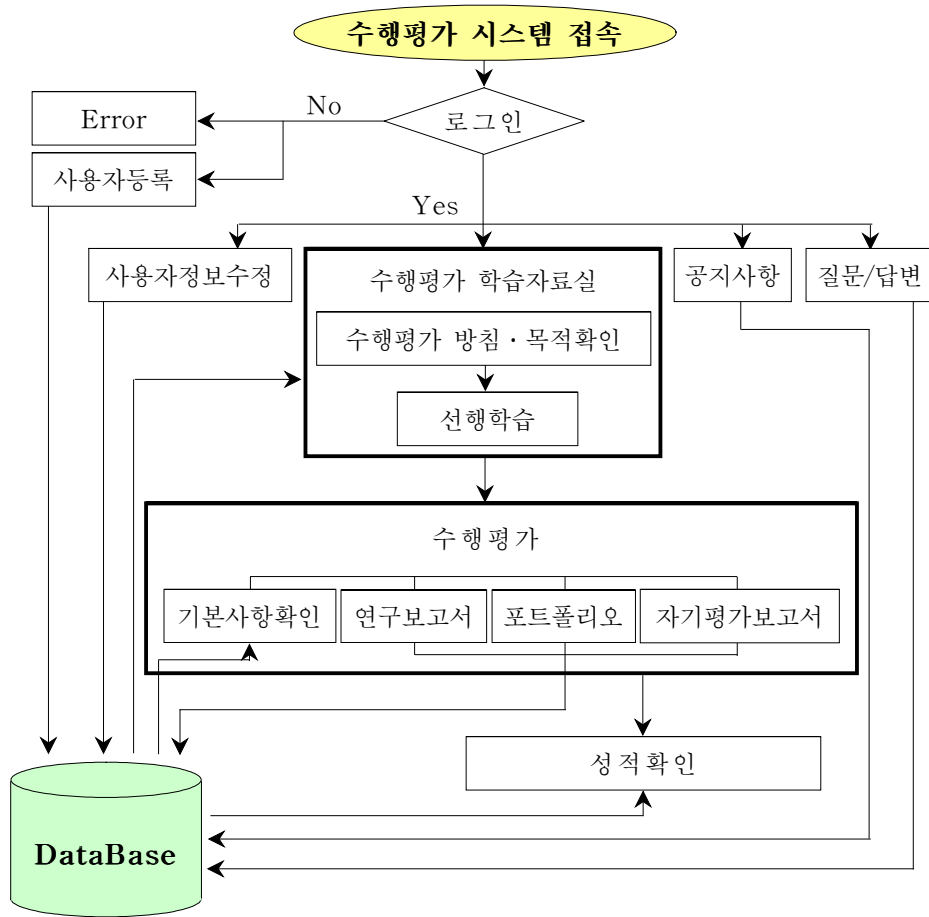 수행평가 시스템 접속
로그인
No
Error
사용자등록
Yes
사용자정보수정
수행평가 학습자료실
공지사항
질문/답변
수행평가 방침·목적확인
선행학습
수행평가
기본사항확인
연구보고서
포트폴리오
자기평가보고서
성적확인
DataBase